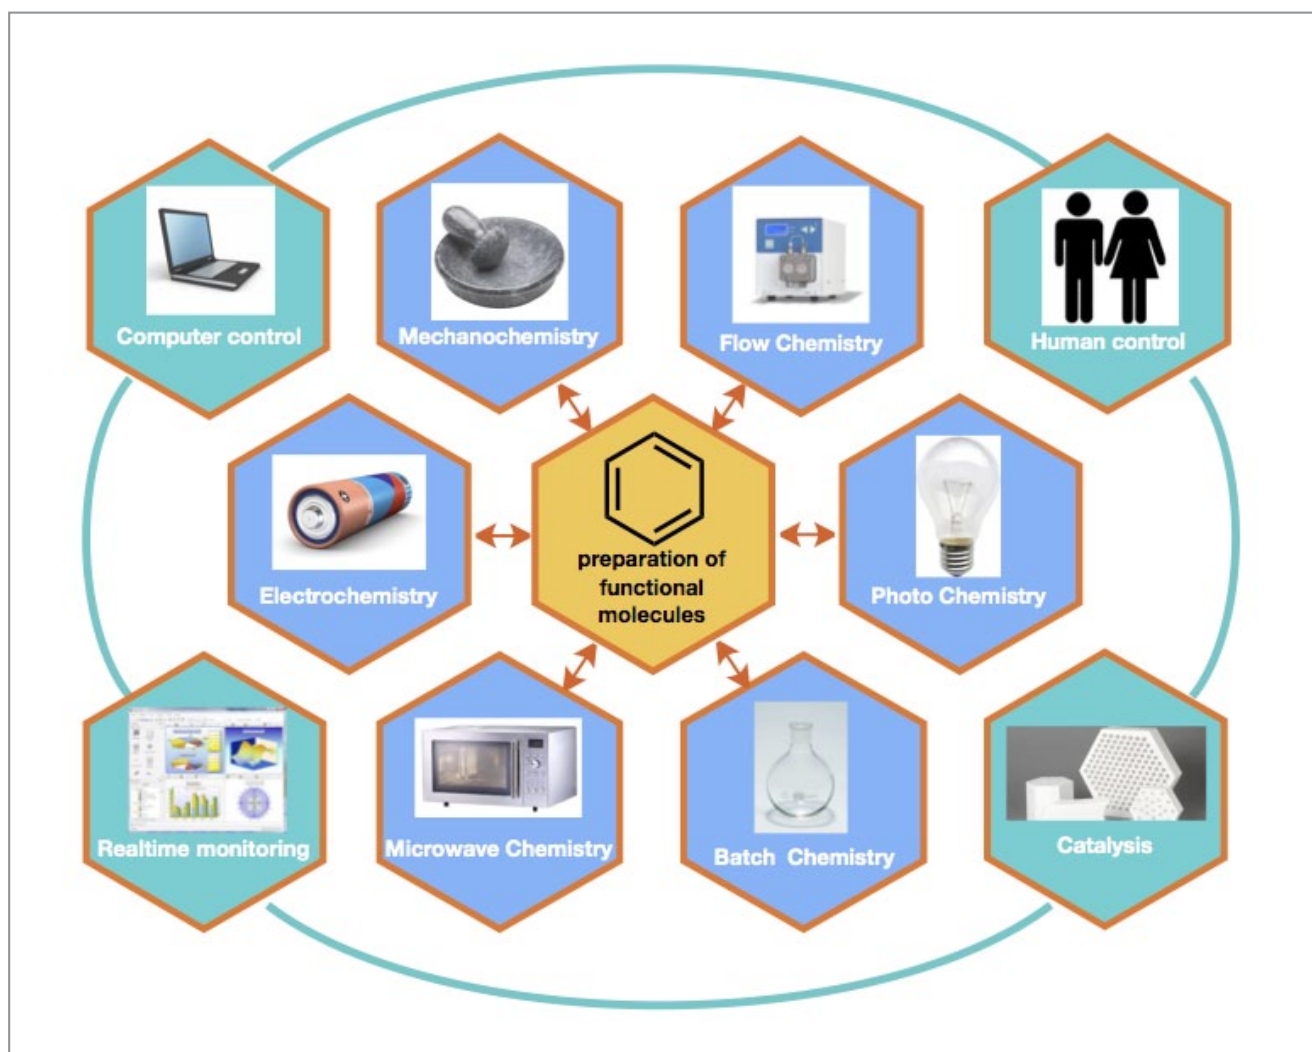 Computer control
Mechanochemistry
Flow Chemistry
Human control
Electrochemistry
preparation of
functional
molecules
Photo Chemistry
Realtime monitoring
Microwave Chemistry
Batch  Chemistry
Catalysis